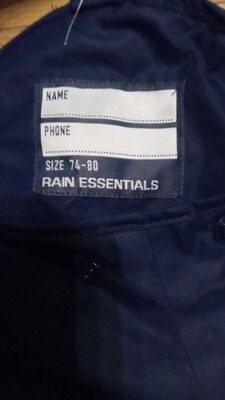 NAME
PHONE
SIZE 74-80
RAIN ESSENTIALS